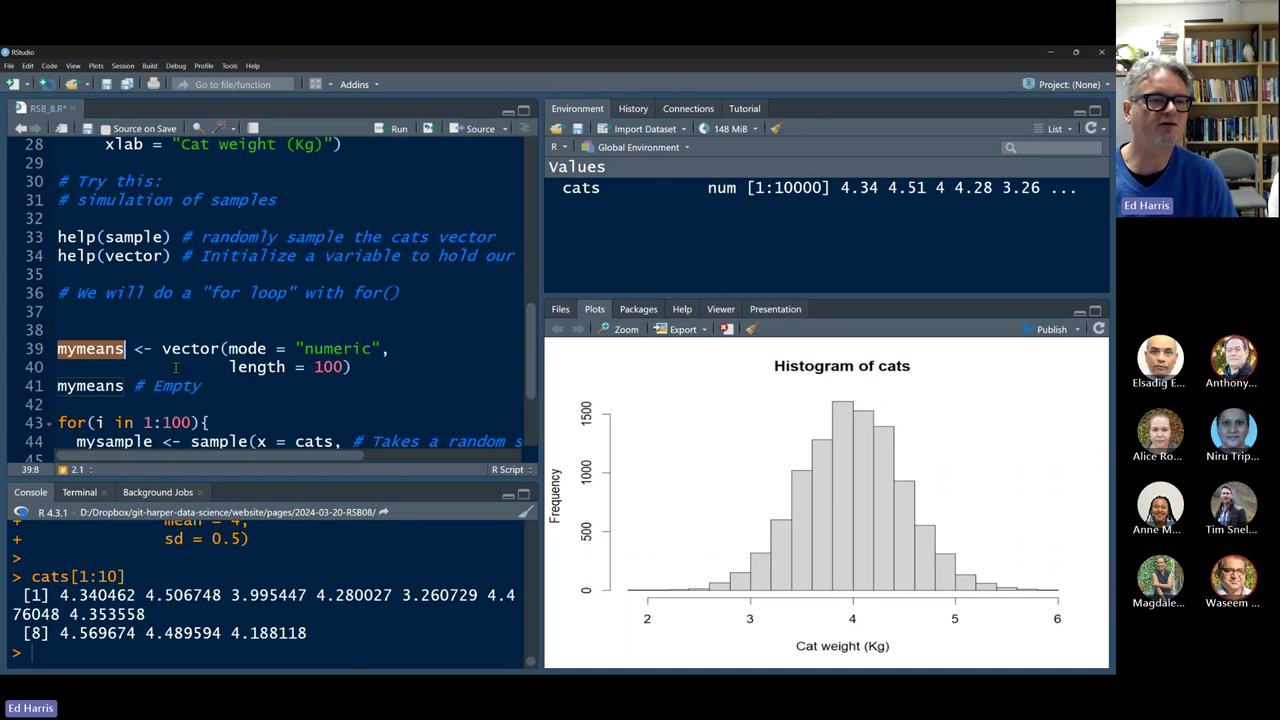 RStudio
File Edit Code View Plots Session Build Debug Profile Tools Help
Go to file/function
Addins
Project: (None)
RSB_8.R*
Source on Save
Run
Source
28 xlab = "Cat weight (Kg)")
29
30 # Try this:
31 # simulation of samples
32
33 help(sample) # randomly sample the cats vector
34 help(vector) # Initialize a variable to hold our
35
36 # We will do a "for loop" with for()
37
38
39 mymeans <- vector(mode = "numeric",
40 length = 100)
41 mymeans # Empty
42
43 for(i in 1:100){
44 mysample <- sample(x = cats, # Takes a random s
45
39:8
2.1
R Script
Console Terminal Background Jobs
R 4.3.1 · D:/Dropbox/git-harper-data-science/website/pages/2024-03-20-RSB08/
+ mean = 4,
+ sd = 0.5)
>
> cats[1:10]
[1] 4.340462 4.506748 3.995447 4.280027 3.260729 4.4
76048 4.353558
[8] 4.569674 4.489594 4.188118
>
Environment History Connections Tutorial
Import Dataset
148 MiB
List
R
Global Environment
Values
cats num [1:10000] 4.34 4.51 4 4.28 3.26 ...
Files Plots Packages Help Viewer Presentation
Zoom
Export
Publish
Histogram of cats
Frequency
1500
1000
500
0
2 3 4 5 6
Cat weight (Kg)
Ed Harris
Elsadig E...
Anthony...
Alice Ro...
Niru Trip...
Anne M...
Tim Snel...
Magdale...
Waseem ...
Ed Harris